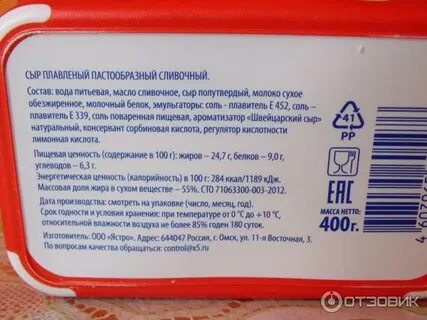 СЫР ПЛАВЛЕНЫЙ ПАСТООБРАЗНЫЙ СЛИВОЧНЫЙ.
Состав: вода питьевая, масло сливочное, сыр полутвердый, молоко сухое
обезжиренное, молочный белок, эмульгаторы: соль - плавитель Е 452, соль –
плавитель Е 339, соль поваренная пищевая, ароматизатор «Швейцарский сыр»
натуральный, консервант сорбиновая кислота, регулятор кислотности
лимонная кислота.
Пищевая ценность (содержание в 100 г): жиров – 24,7 г, белков – 9,0 г,
углеводов – 6,3 г.
Энергетическая ценность (калорийность) в 100 г: 284 ккал/1189 кДж.
Массовая доля жира в сухом веществе – 55%. СТО 71063300-003-2012.
Дата производства: смотреть на упаковке (число, месяц, год).
Срок годности и условия хранения: при температуре от 0 °С до +10 °С,
относительной влажности воздуха не более 85% годен 180 суток.
Изготовитель: ООО «Ястро». Адрес: 644047 Россия, г. Омск, ул. 11-я Восточная, 3.
По вопросам качества обращаться: control@x5.ru
41
PP
EAC
МАССА НЕТТО:
400г.
ОТЗОВИК